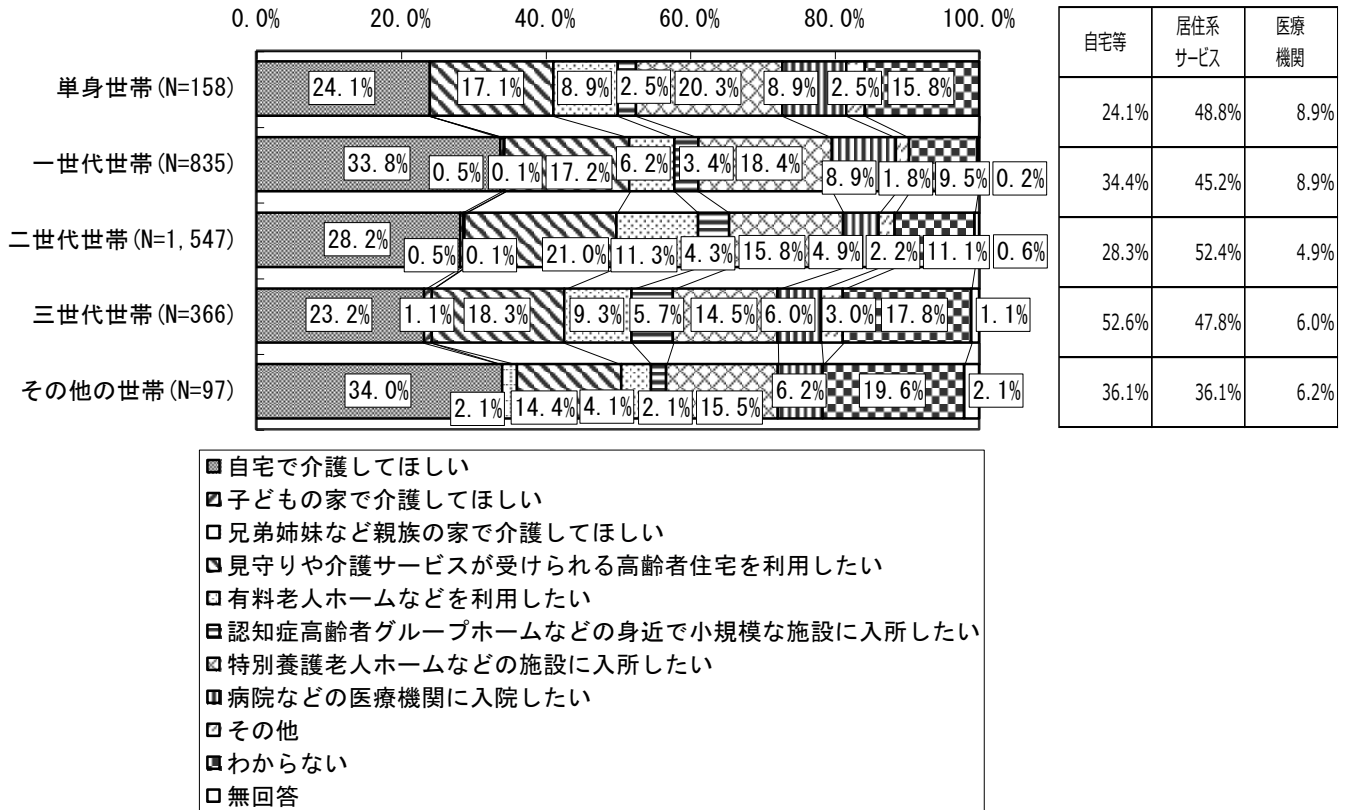 0.0% 20.0% 40.0% 60.0% 80.0% 100.0%
自宅等 居住系サービス 医療機関
単身世帯(N=158) 24.1% 17.1% 8.9% 2.5% 20.3% 8.9% 2.5% 15.8%
24.1% 48.8% 8.9%
一世代世帯(N=835) 33.8% 0.5% 0.1% 17.2% 6.2% 3.4% 18.4% 8.9% 1.8% 9.5% 0.2%
34.4% 45.2% 8.9%
二世代世帯(N=1,547) 28.2% 0.5% 0.1% 21.0% 11.3% 4.3% 15.8% 4.9% 2.2% 11.1% 0.6%
28.3% 52.4% 4.9%
三世代世帯(N=366) 23.2% 1.1% 18.3% 9.3% 5.7% 14.5% 6.0% 3.0% 17.8% 1.1%
52.6% 47.8% 6.0%
その他の世帯(N=97) 34.0% 2.1% 14.4% 4.1% 2.1% 15.5% 6.2% 19.6% 2.1%
36.1% 36.1% 6.2%
自宅で介護してほしい
子どもの家で介護してほしい
兄弟姉妹など親族の家で介護してほしい
見守りや介護サービスが受けられる高齢者住宅を利用したい
有料老人ホームなどを利用したい
認知症高齢者グループホームなどの身近で小規模な施設に入所したい
特別養護老人ホームなどの施設に入所したい
病院などの医療機関に入院したい
その他
わからない
無回答